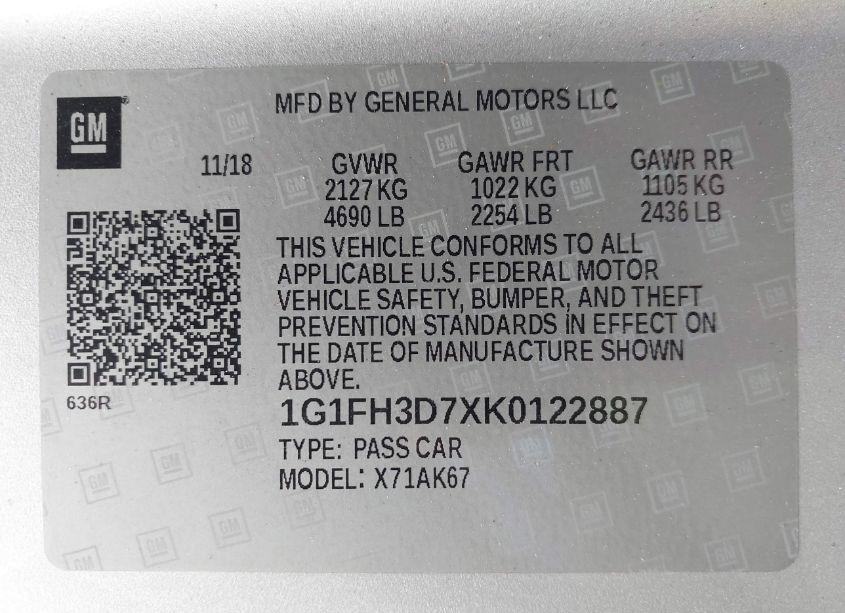 MFD BY GENERAL MOTORS LLC
GM
11/18 GVWR GAWR FRT GAWR RR
2127 KG 1022 KG 1105 KG
4690 LB 2254 LB 2436 LB
THIS VEHICLE CONFORMS TO ALL
APPLICABLE U.S. FEDERAL MOTOR
VEHICLE SAFETY, BUMPER, AND THEFT
PREVENTION STANDARDS IN EFFECT ON
THE DATE OF MANUFACTURE SHOWN
ABOVE.
636R
1G1FH3D7XK0122887
TYPE: PASS CAR
MODEL: X71AK67